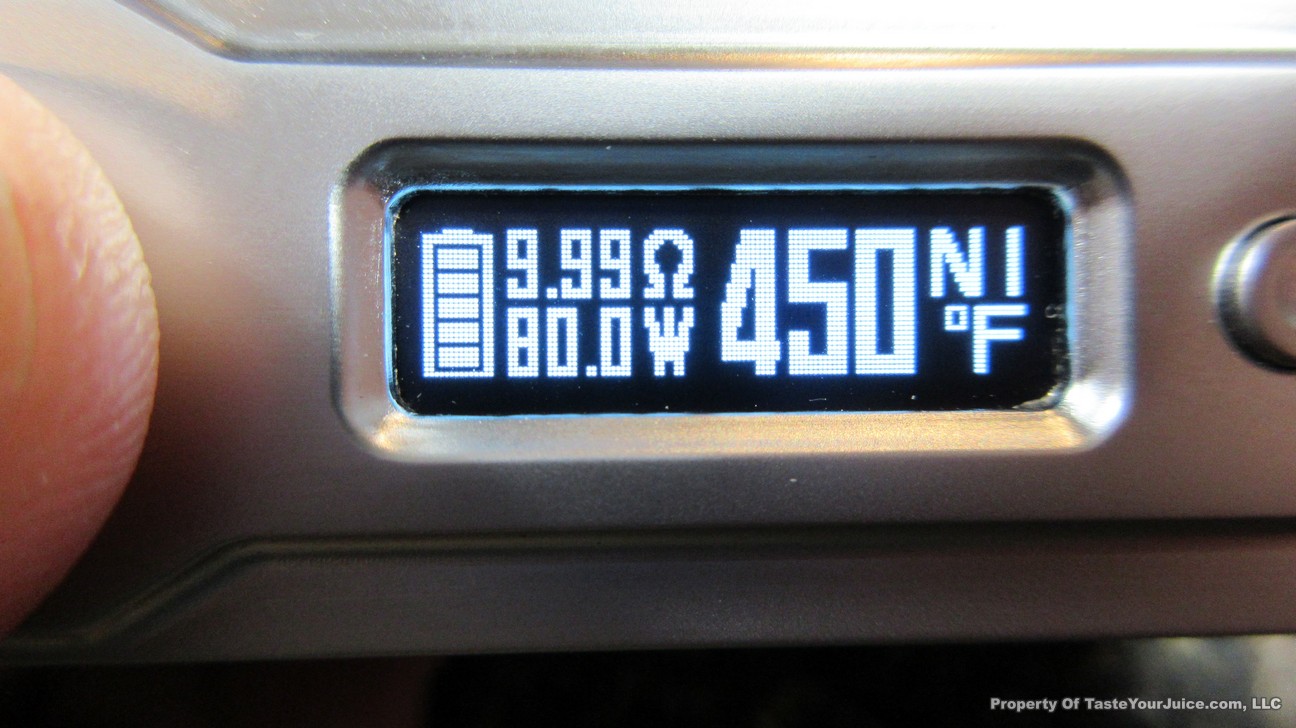 9.99Ω
80.0W
450
NI
°F
Property Of TasteYourJuice.com, LLC